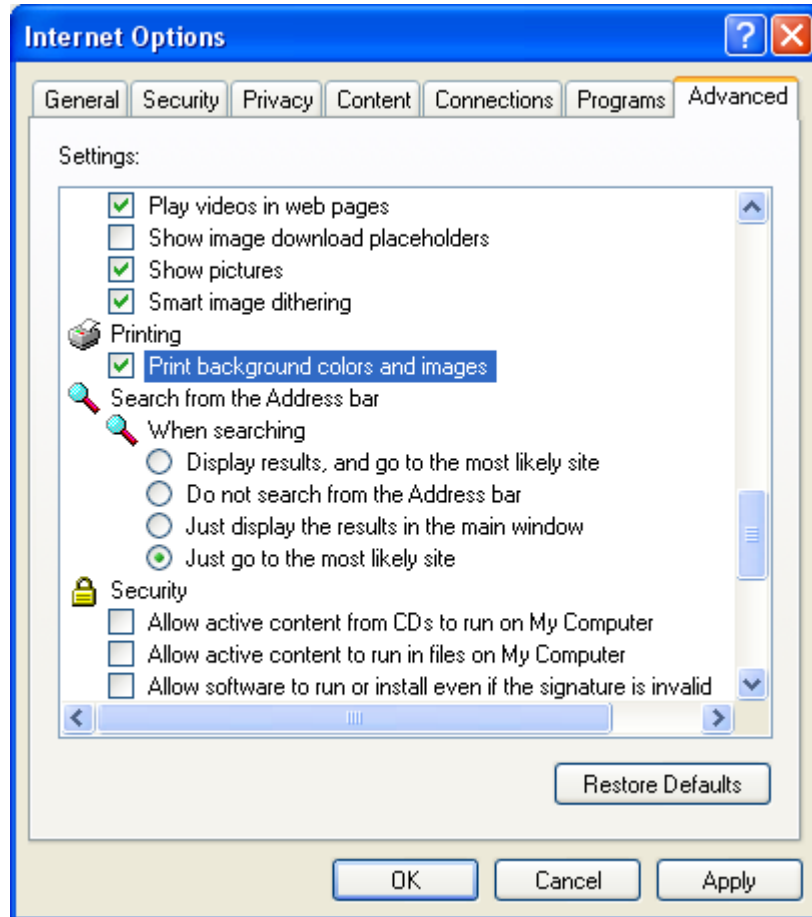 Internet Options
General Security Privacy Content Connections Programs Advanced
Settings:
Play videos in web pages
Show image download placeholders
Show pictures
Smart image dithering
Printing
Print background colors and images
Search from the Address bar
When searching
Display results, and go to the most likely site
Do not search from the Address bar
Just display the results in the main window
Just go to the most likely site
Security
Allow active content from CDs to run on My Computer
Allow active content to run in files on My Computer
Allow software to run or install even if the signature is invalid
Restore Defaults
OK Cancel Apply